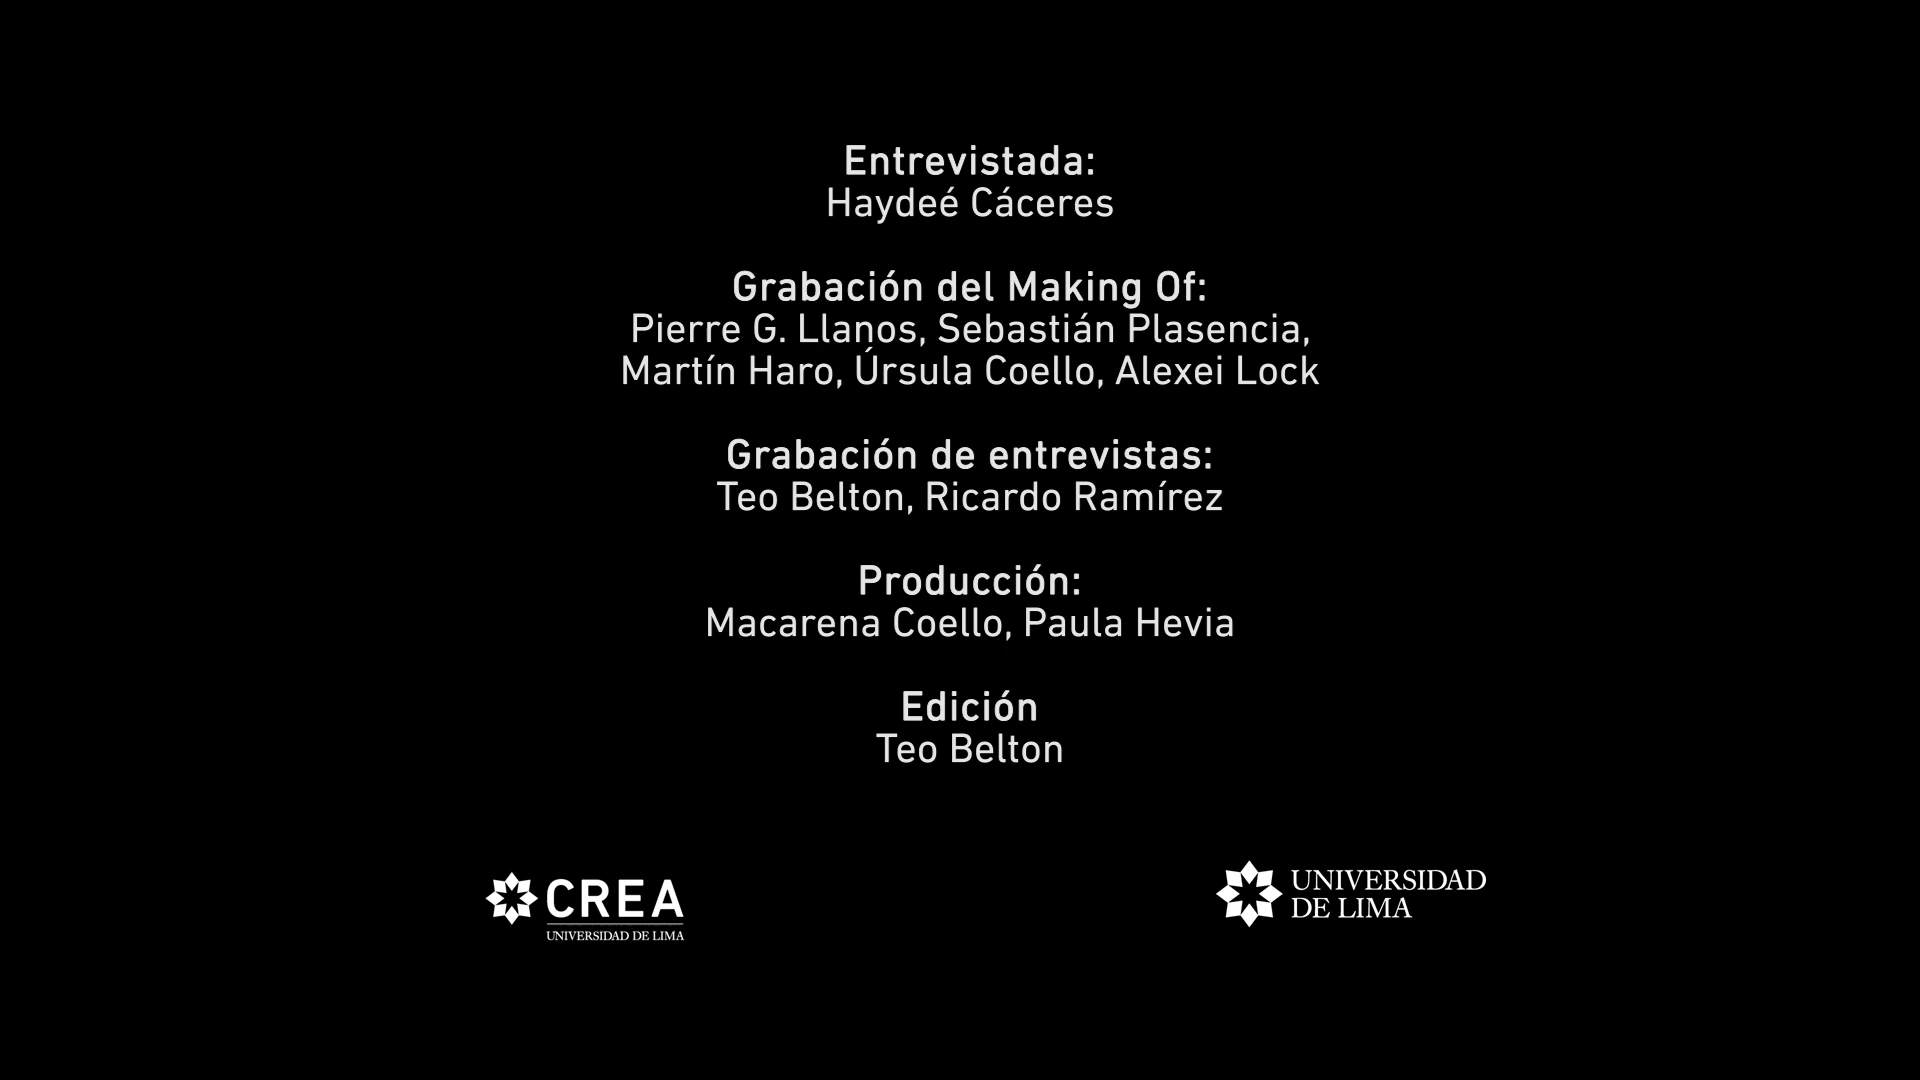 Entrevistada:
Haydeé Cáceres
Grabación del Making Of:
Pierre G. Llanos, Sebastián Plasencia,
Martín Haro, Úrsula Coello, Alexei Lock
Grabación de entrevistas:
Teo Belton, Ricardo Ramírez
Producción:
Macarena Coello, Paula Hevia
Edición
Teo Belton
CREA
UNIVERSIDAD DE LIMA
UNIVERSIDAD
DE LIMA